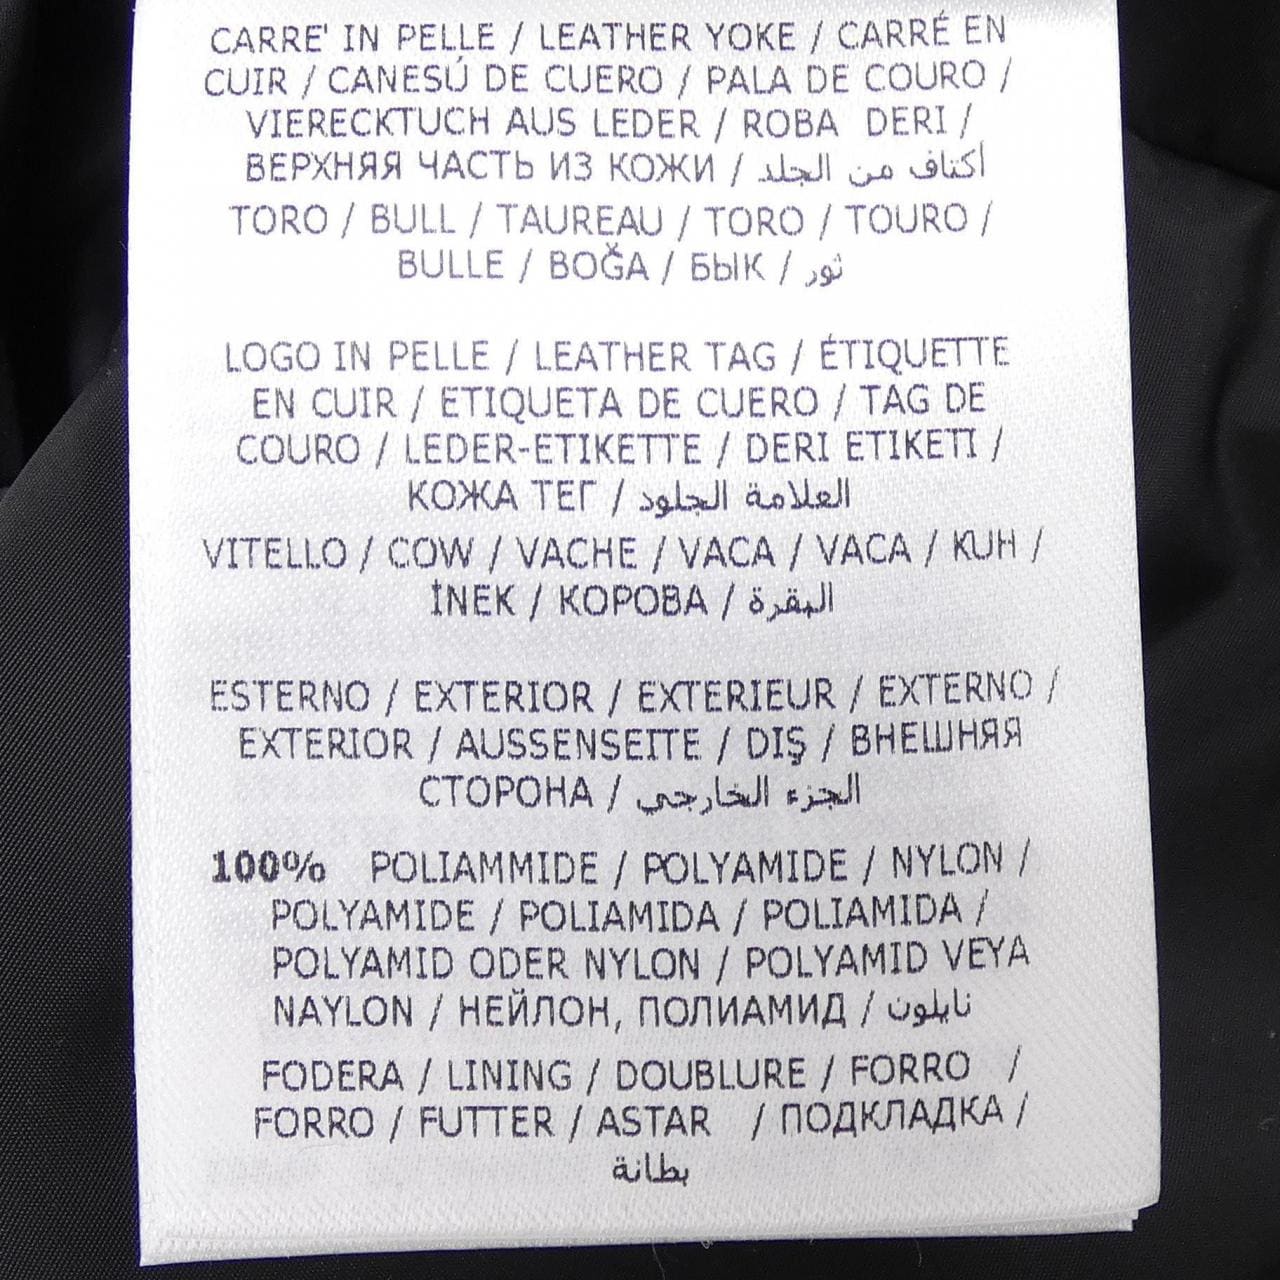 CARRE' IN PELLE / LEATHER YOKE / CARRÉ EN
CUIR / CANESÚ DE CUERO / PALA DE COURO /
VIERECKTUCH AUS LEDER / ROBA DERI /
ВЕРХНЯЯ ЧАСТЬ ИЗ КОЖИ / أكتاف من الجلد
TORO / BULL / TAUREAU / TORO / TOURO /
BULLE / BOĞA / БЫК / ثور
LOGO IN PELLE / LEATHER TAG / ÉTIQUETTE
EN CUIR / ETIQUETA DE CUERO / TAG DE
COURO / LEDER-ETIKETTE / DERI ETIKETI /
КОЖА ТЕГ / العلامة الجلود
VITELLO / COW / VACHE / VACA / VACA / KUH /
İNEK / КОРОВА / البقرة
ESTERNO / EXTERIOR / EXTERIEUR / EXTERNO /
EXTERIOR / AUSSENSEITE / DIŞ / ВНЕШНЯЯ
СТОРОНА / الجزء الخارجي
100% POLIAMMIDE / POLYAMIDE / NYLON /
POLYAMIDE / POLIAMIDA / POLIAMIDA /
POLYAMID ODER NYLON / POLYAMID VEYA
NAYLON / НЕЙЛОН, ПОЛИАМИД / نايلون
FODERA / LINING / DOUBLURE / FORRO /
FORRO / FUTTER / ASTAR / ПОДКЛАДКА /
بطانة